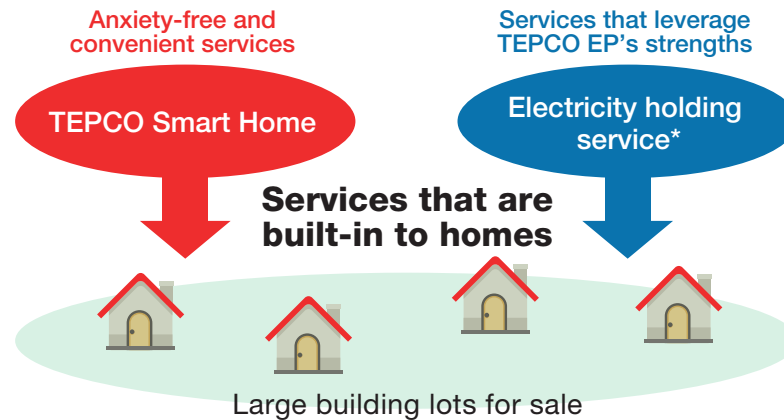 Anxiety-free and
convenient services
TEPCO Smart Home
Services that leverage
TEPCO EP's strengths
Electricity holding
service*
Services that are
built-in to homes
Large building lots for sale